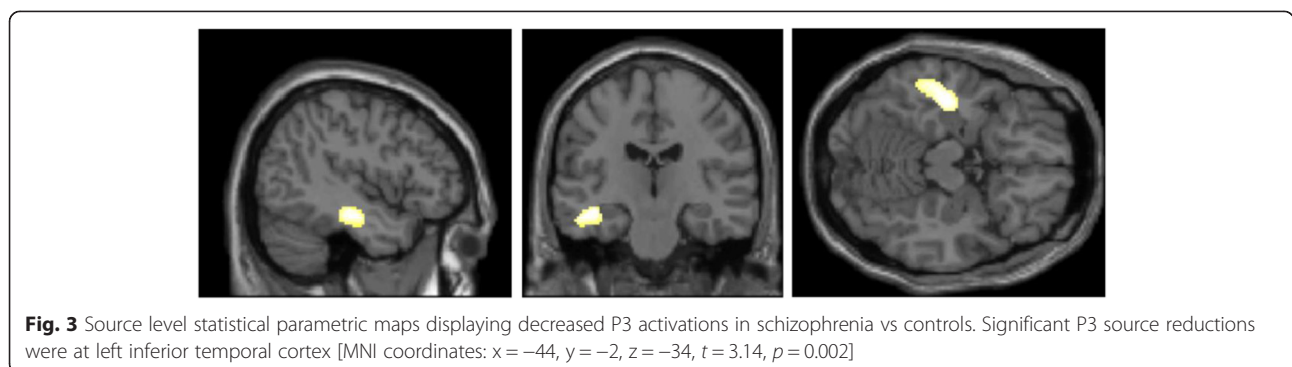 Fig. 3 Source level statistical parametric maps displaying decreased P3 activations in schizophrenia vs controls. Significant P3 source reductions
were at left inferior temporal cortex [MNI coordinates: x = −44, y = −2, z = −34, t = 3.14, p = 0.002]